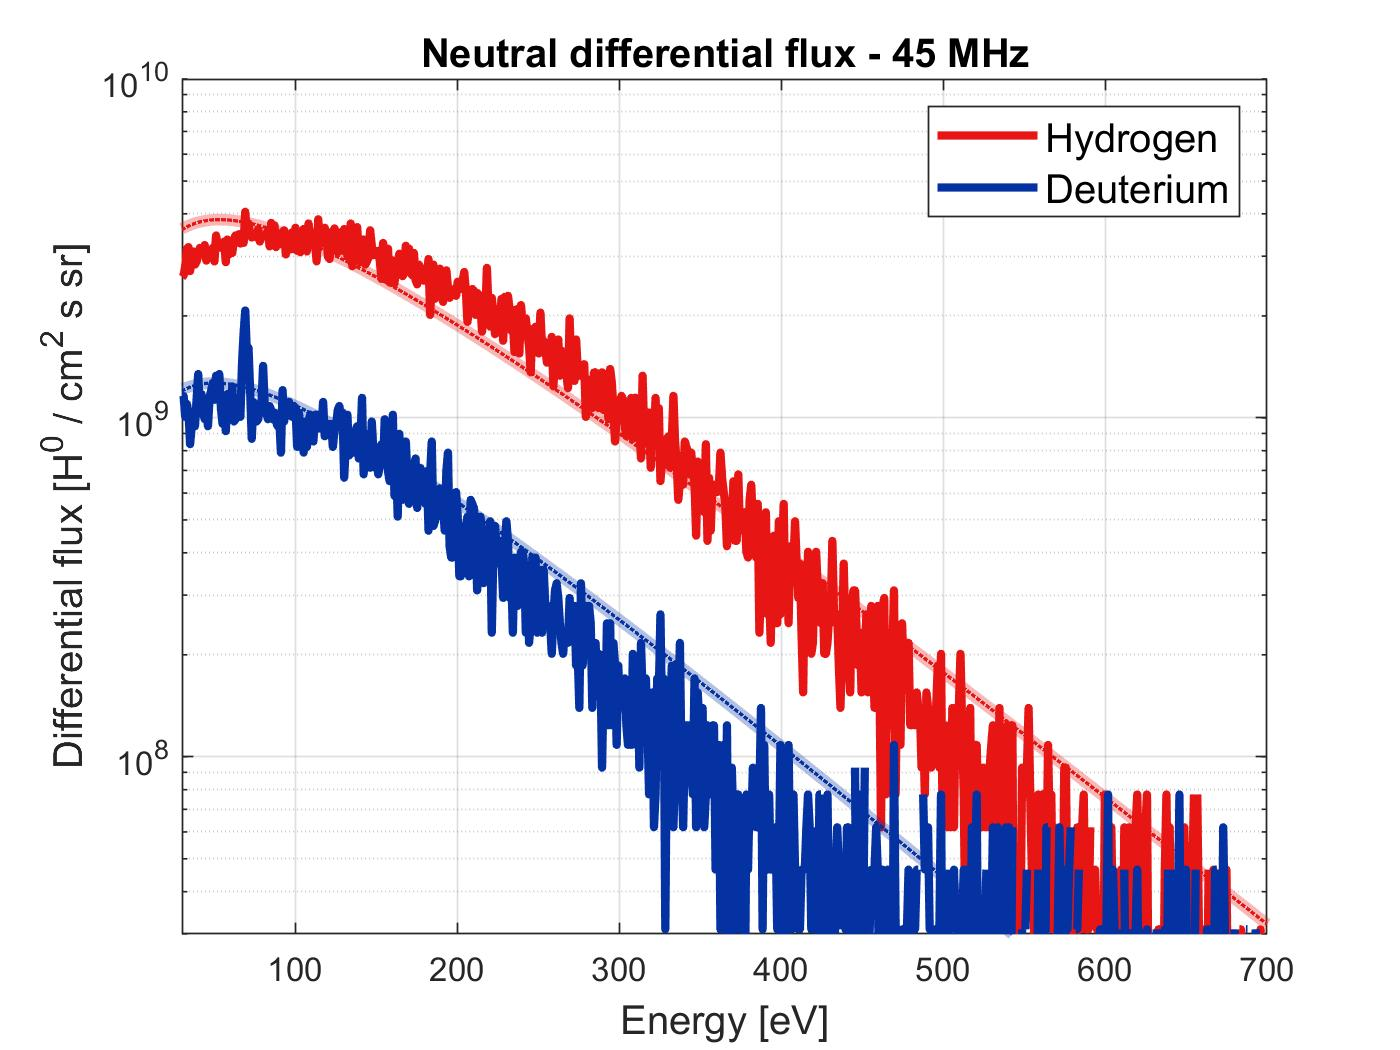 Neutral differential flux - 45 MHz
10^10
10^9
10^8
Differential flux [H^0 / cm^2 s sr]
Hydrogen
Deuterium
100 200 300 400 500 600 700
Energy [eV]